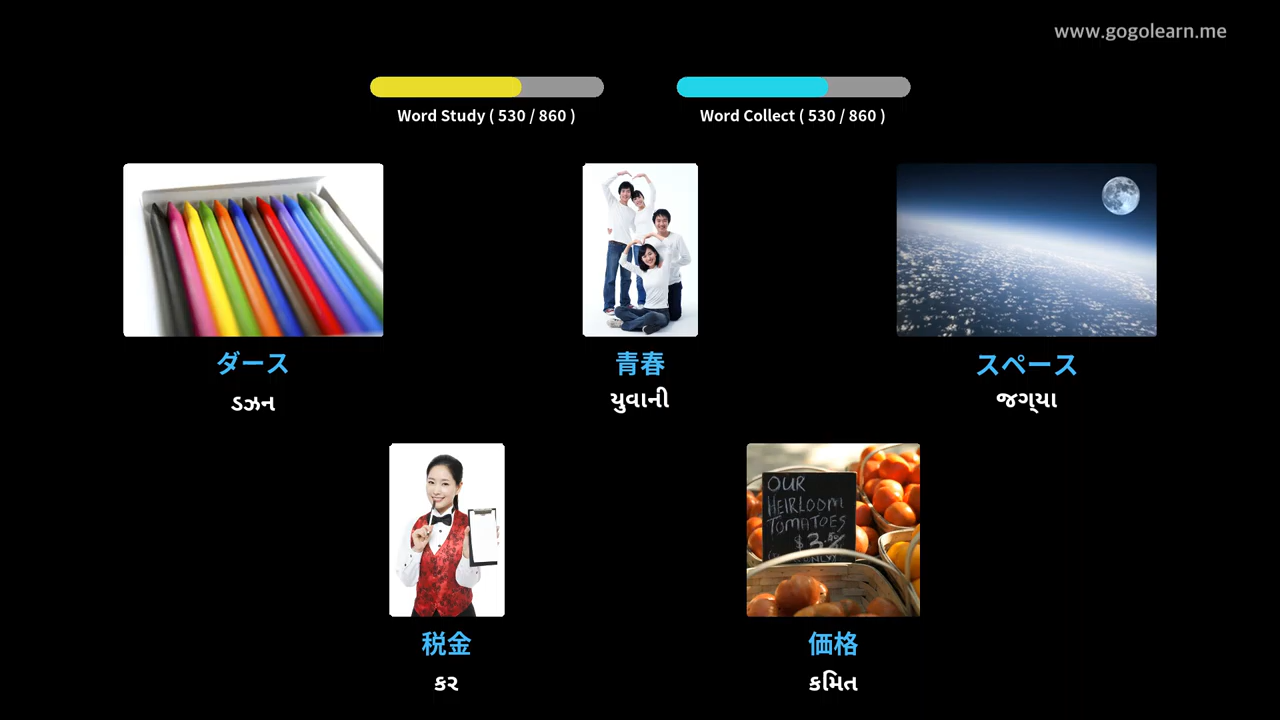 www.gogolearn.me
Word Study ( 530 / 860 )
Word Collect ( 530 / 860 )
ダース
青春
スペース
ડઝન
યુવાની
જગ્યા
OUR
HEIRLOOM
TOMATOES
税金
価格
કર
કમિત